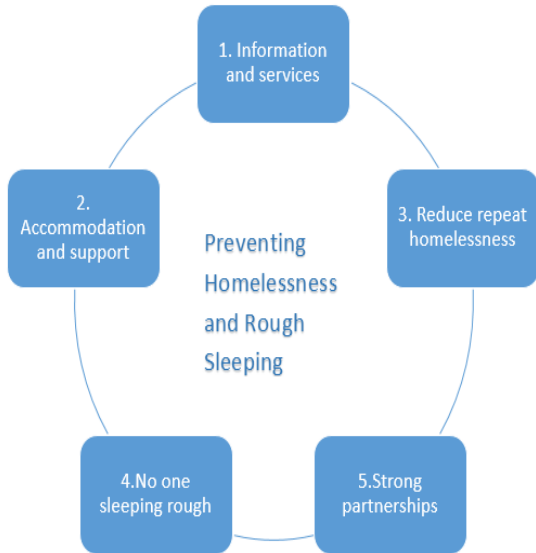 1. Information
and services
2.
Accommodation
and support
3. Reduce repeat
homelessness
Preventing
Homelessness
and Rough
Sleeping
4.No one
sleeping rough
5.Strong
partnerships